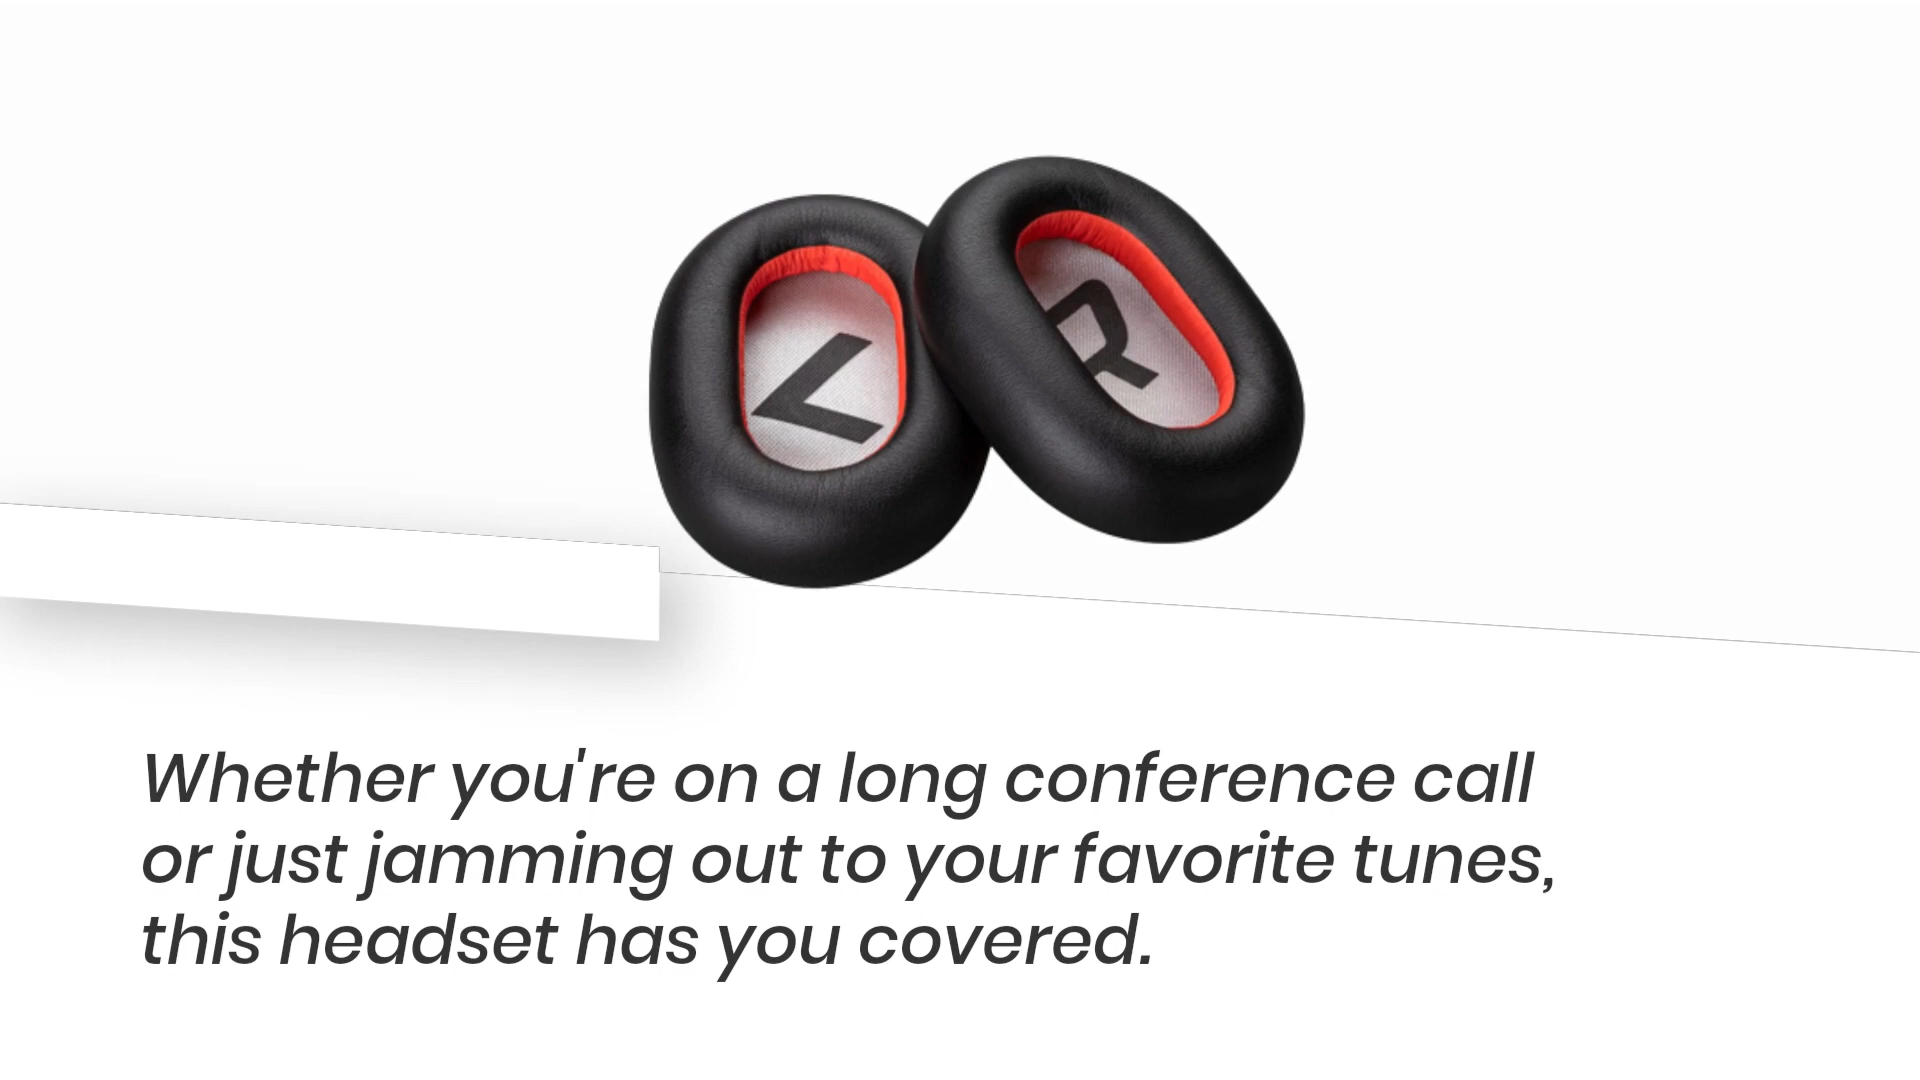 L R
Whether you're on a long conference call
or just jamming out to your favorite tunes,
this headset has you covered.